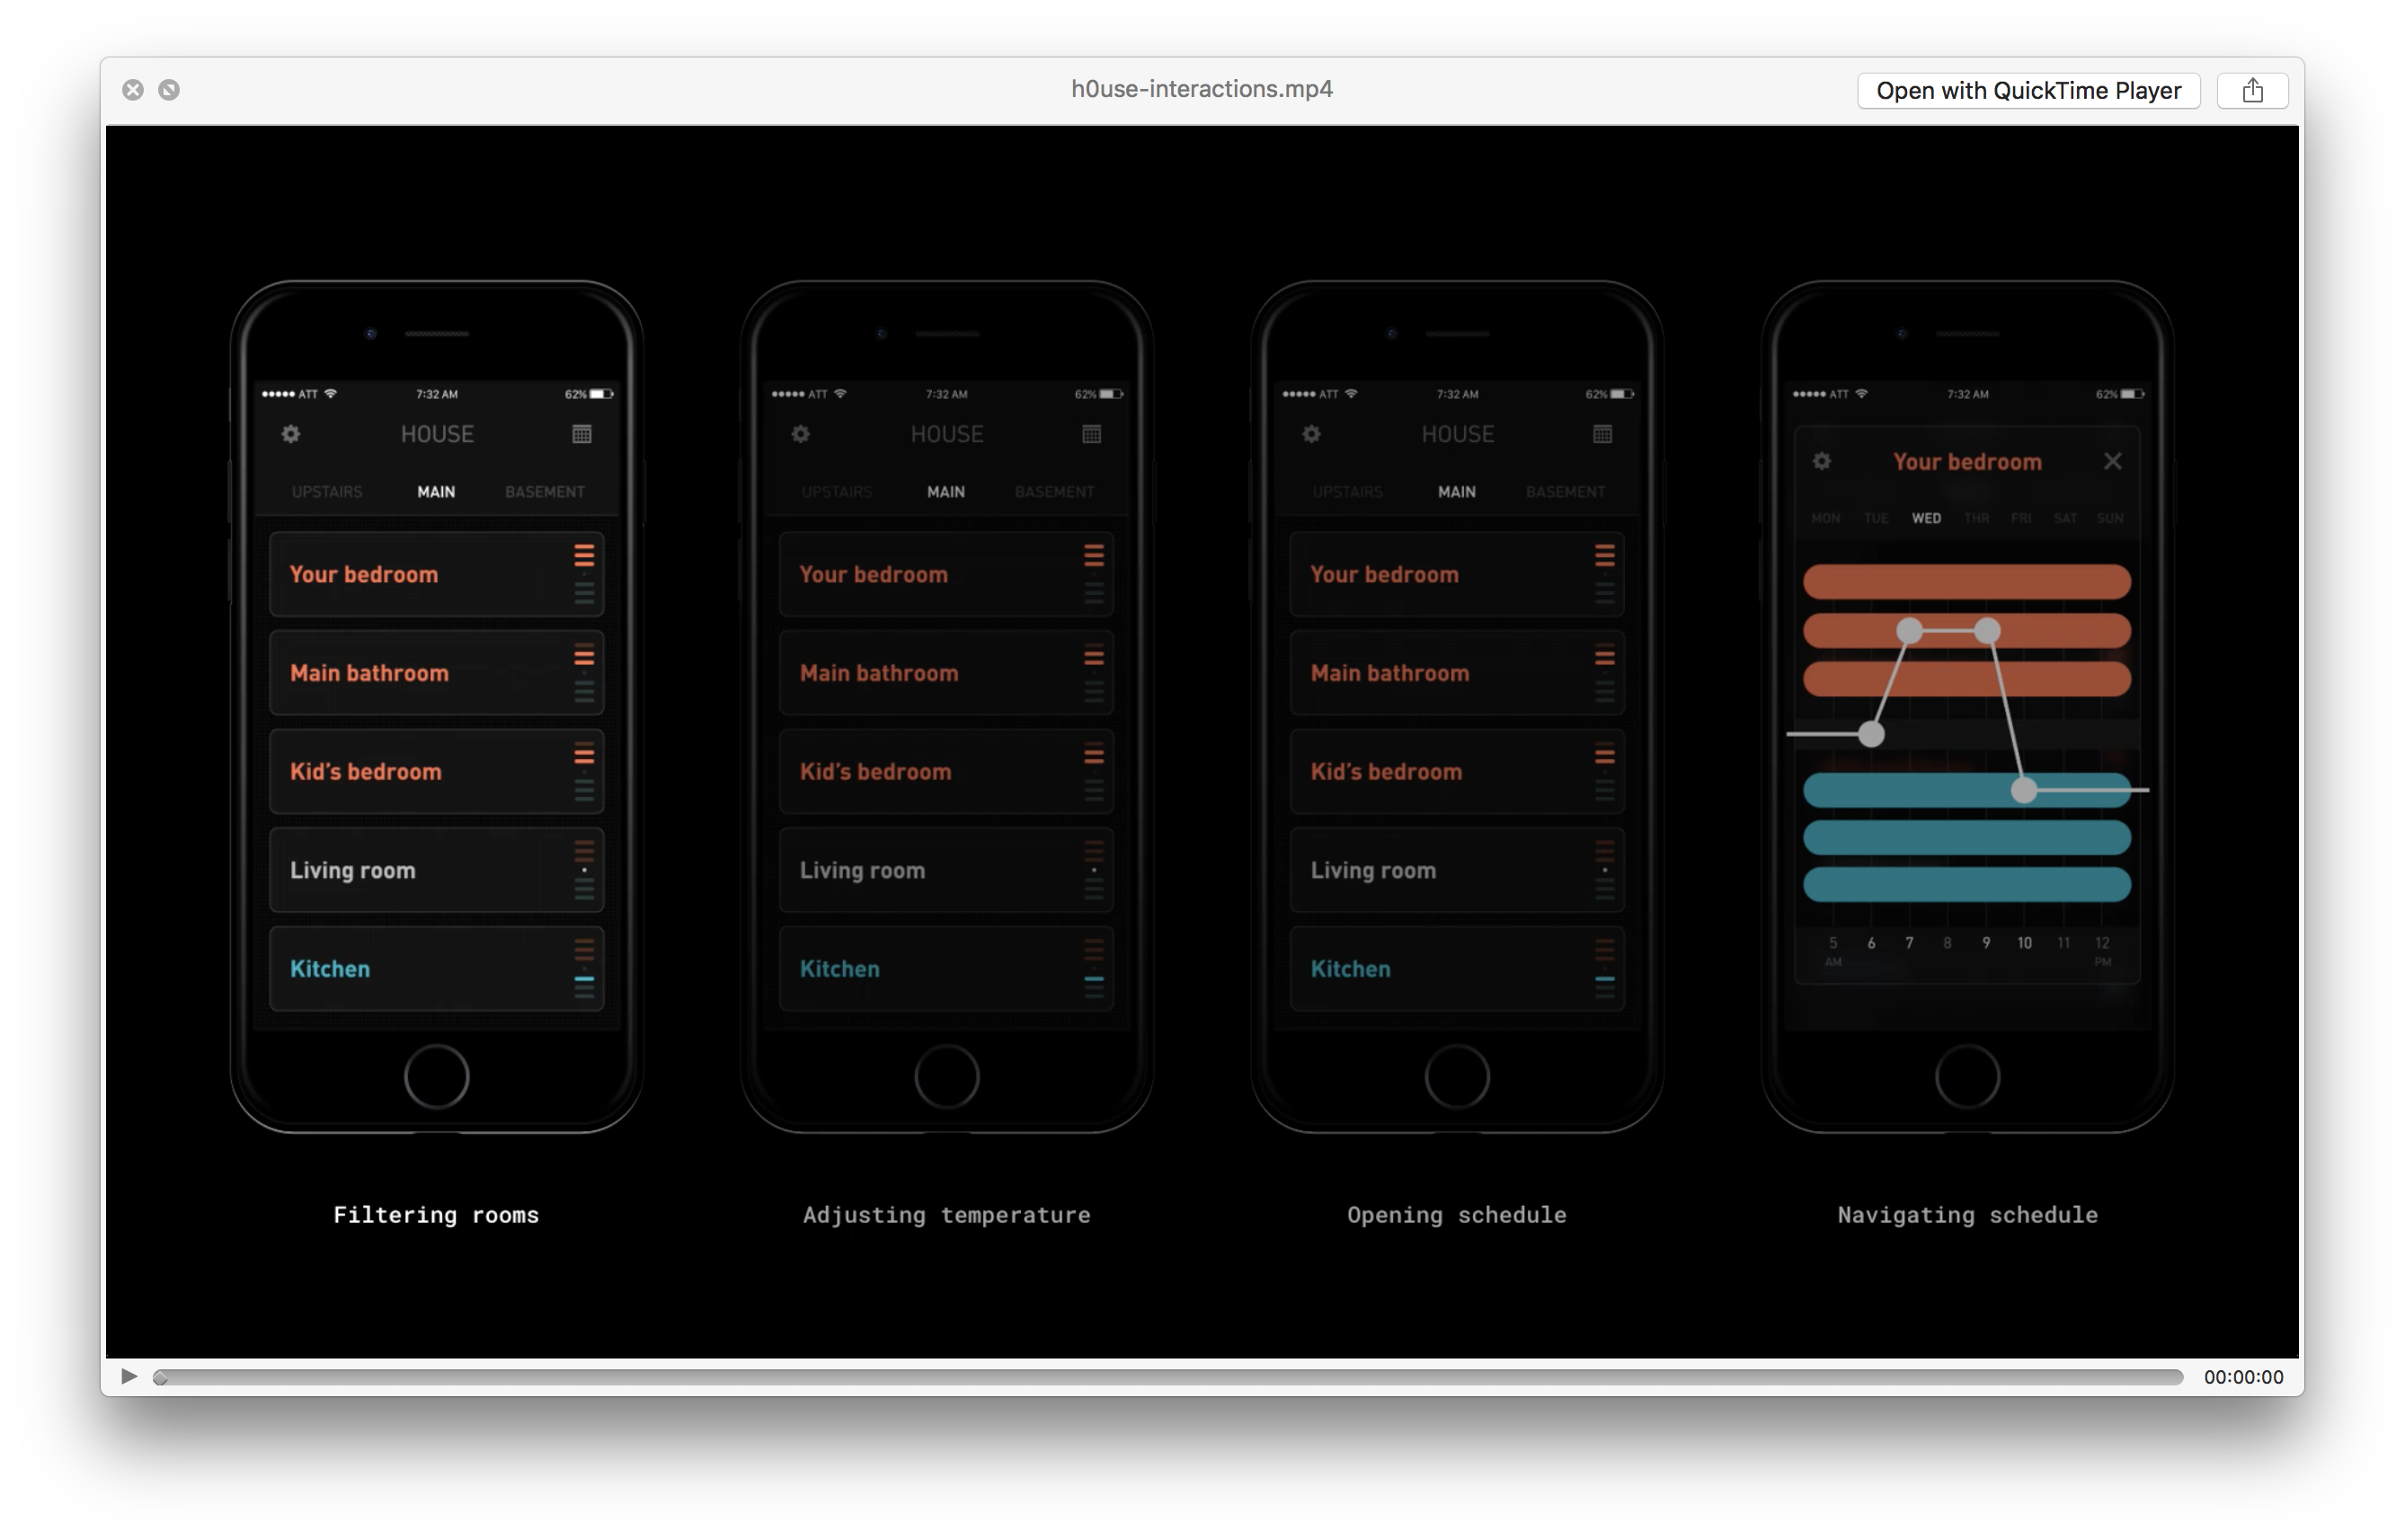 h0use-interactions.mp4
Open with QuickTime Player
ATT 7:32 AM 62%
HOUSE
UPSTAIRS MAIN BASEMENT
Your bedroom
Main bathroom
Kid's bedroom
Living room
Kitchen
Filtering rooms
ATT 7:32 AM 62%
HOUSE
UPSTAIRS MAIN BASEMENT
Your bedroom
Main bathroom
Kid's bedroom
Living room
Kitchen
Adjusting temperature
ATT 7:32 AM 62%
HOUSE
UPSTAIRS MAIN BASEMENT
Your bedroom
Main bathroom
Kid's bedroom
Living room
Kitchen
Opening schedule
ATT 7:32 AM 62%
Your bedroom
MON TUE WED THR FRI SAT SUN
5 6 7 8 9 10 11 12
AM PM
Navigating schedule
00:00:00